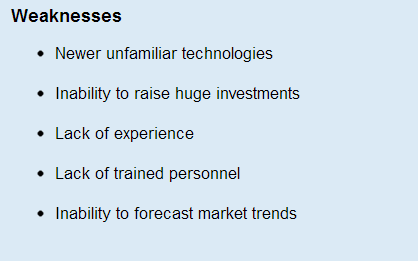 Weaknesses
• Newer unfamiliar technologies
• Inability to raise huge investments
• Lack of experience
• Lack of trained personnel
• Inability to forecast market trends